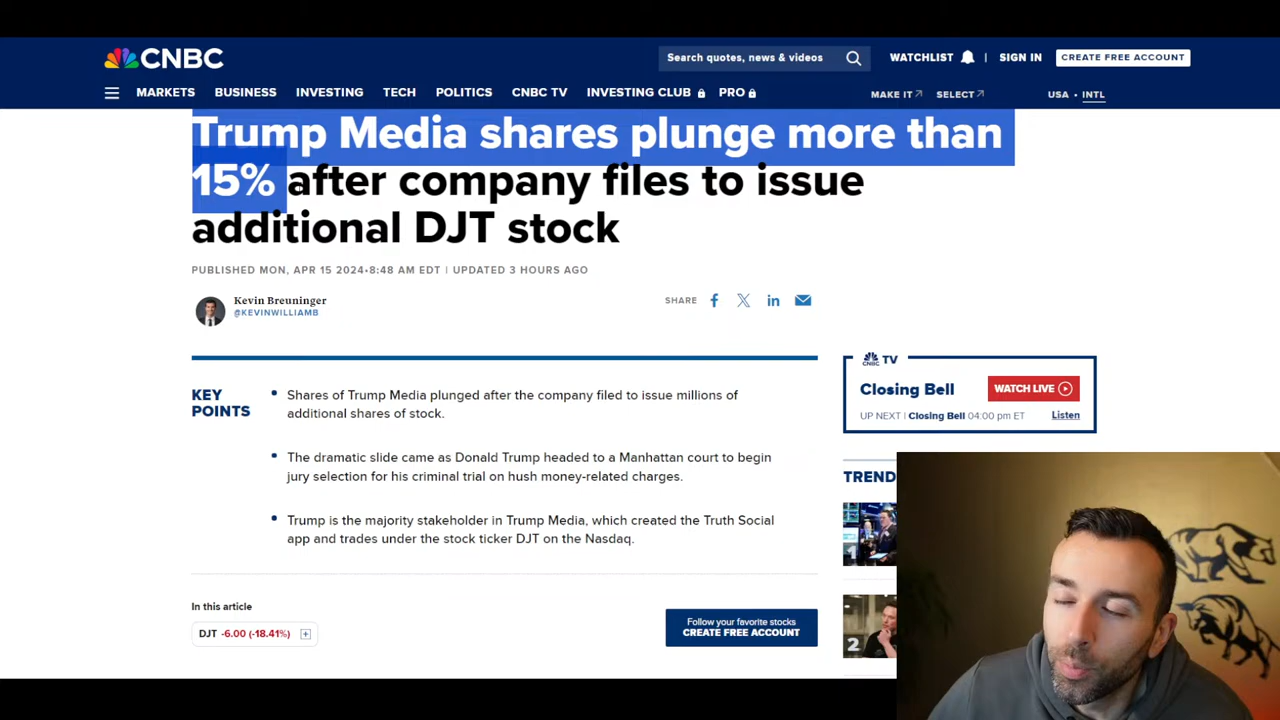 CNBC
Search quotes, news & videos
WATCHLIST
SIGN IN
CREATE FREE ACCOUNT
MARKETS BUSINESS INVESTING TECH POLITICS CNBC TV INVESTING CLUB PRO
MAKE IT SELECT USA • INTL
Trump Media shares plunge more than
15% after company files to issue
additional DJT stock
PUBLISHED MON, APR 15 2024•8:48 AM EDT | UPDATED 3 HOURS AGO
Kevin Breuninger
@KEVINWILLIAMB
SHARE
KEY
POINTS
• Shares of Trump Media plunged after the company filed to issue millions of
additional shares of stock.
• The dramatic slide came as Donald Trump headed to a Manhattan court to begin
jury selection for his criminal trial on hush money-related charges.
• Trump is the majority stakeholder in Trump Media, which created the Truth Social
app and trades under the stock ticker DJT on the Nasdaq.
In this article
DJT -6.00 (-18.41%)
Follow your favorite stocks
CREATE FREE ACCOUNT
CNBC TV
Closing Bell
WATCH LIVE
UP NEXT | Closing Bell 04:00 pm ET
Listen
TREND
1
2